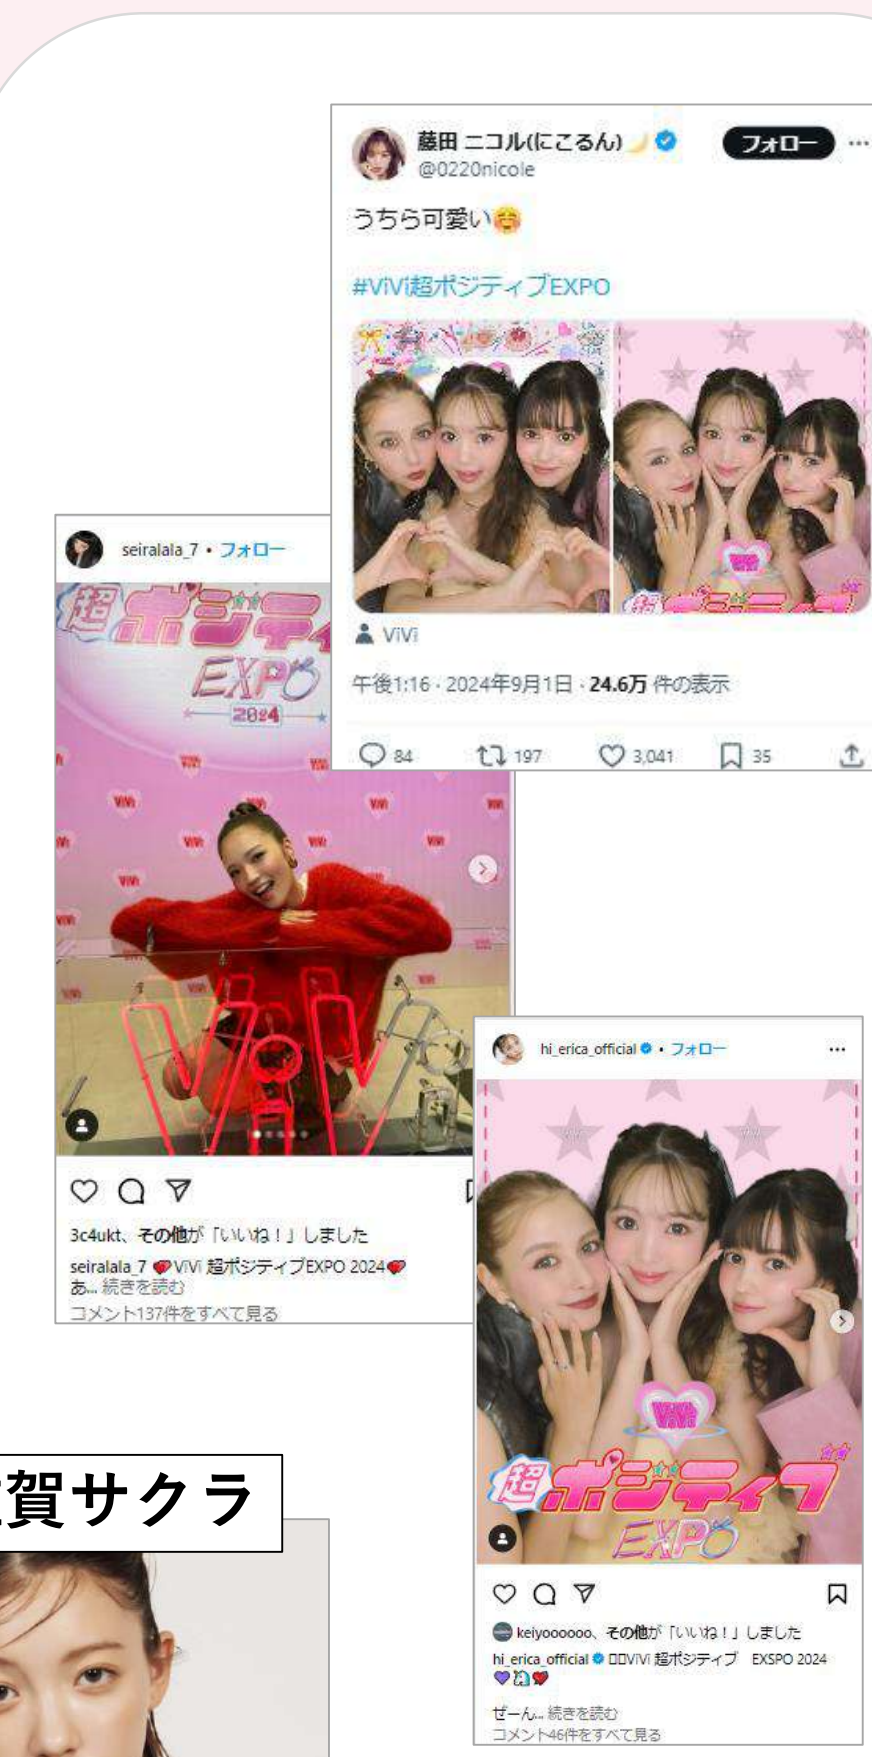 藤田 ニコル(にこるん)🌙
フォロー
@0220nicole
うちら可愛い☺️
#ViVi超ポジティブEXPO
超ポジティブ
ViVi
午後1:16 · 2024年9月1日 · 24.6万 件の表示
84 197 3,041 35
seiralala_7 • フォロー
超ポジティ
EXPO
2024
ViVi
3c4ukt、その他が「いいね！」しました
seiralala_7 ❤️ViVi 超ポジティブEXPO 2024❤️
あ... 続きを読む
コメント137件をすべて見る
hi_erica_official • フォロー
ViVi
超ポジティブ
EXPO
keiyoooooo、その他が「いいね！」しました
hi_erica_official ▯▯ViVi 超ポジティブ EXSPO 2024
💜🦄❤️
ぜーん... 続きを読む
コメント46件をすべて見る
賀サクラ